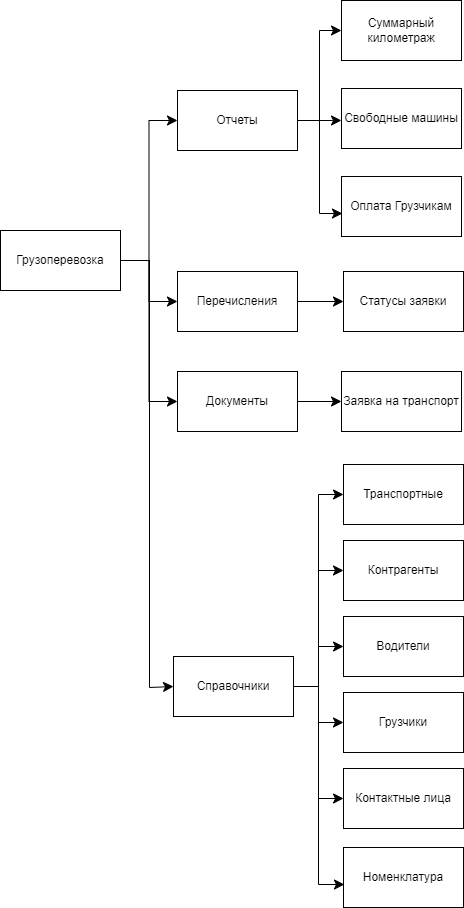 Суммарный
километраж
Отчеты
Свободные машины
Оплата Грузчикам
Грузоперевозка
Перечисления
Статусы заявки
Документы
Заявка на транспорт
Транспортные
Контрагенты
Водители
Справочники
Грузчики
Контактные лица
Номенклатура